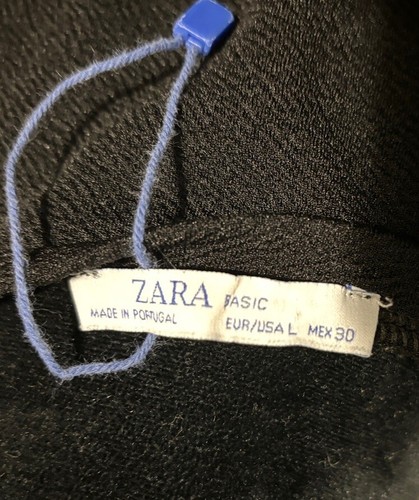 ZARA BASIC
MADE IN PORTUGAL EUR/USA L MEX 30